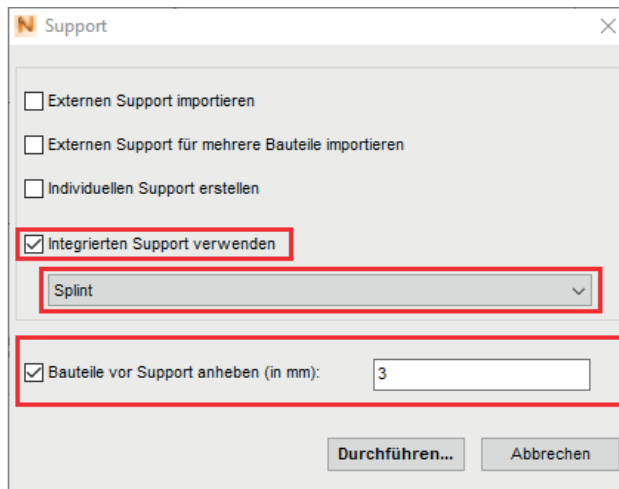 Support
Externen Support importieren
Externen Support für mehrere Bauteile importieren
Individuellen Support erstellen
Integrierten Support verwenden
Splint
Bauteile vor Support anheben (in mm): 3
Durchführen... Abbrechen